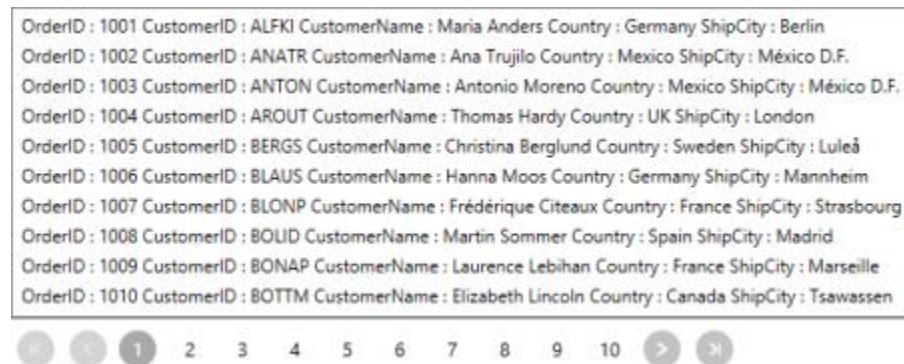 OrderID : 1001 CustomerID : ALFKI CustomerName : Maria Anders Country : Germany ShipCity : Berlin
OrderID : 1002 CustomerID : ANATR CustomerName : Ana Trujilo Country : Mexico ShipCity : México D.F.
OrderID : 1003 CustomerID : ANTON CustomerName : Antonio Moreno Country : Mexico ShipCity : México D.F.
OrderID : 1004 CustomerID : AROUT CustomerName : Thomas Hardy Country : UK ShipCity : London
OrderID : 1005 CustomerID : BERGS CustomerName : Christina Berglund Country : Sweden ShipCity : Luleå
OrderID : 1006 CustomerID : BLAUS CustomerName : Hanna Moos Country : Germany ShipCity : Mannheim
OrderID : 1007 CustomerID : BLONP CustomerName : Frédérique Citeaux Country : France ShipCity : Strasbourg
OrderID : 1008 CustomerID : BOLID CustomerName : Martin Sommer Country : Spain ShipCity : Madrid
OrderID : 1009 CustomerID : BONAP CustomerName : Laurence Lebihan Country : France ShipCity : Marseille
OrderID : 1010 CustomerID : BOTTM CustomerName : Elizabeth Lincoln Country : Canada ShipCity : Tsawassen
1 2 3 4 5 6 7 8 9 10